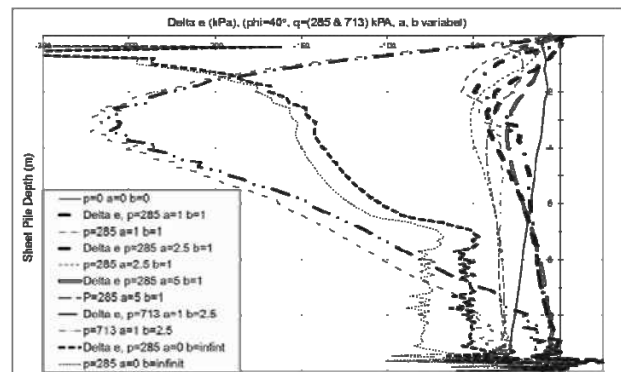 Delta e (kPa), (phi=40°, q=(285 & 713) kPA, a, b variabel)
Sheet Pile Depth (m)
p=0 a=0 b=0
Delta e, p=285 a=1 b=1
p=285 a=1 b=1
Delta e p=285 a=2.5 b=1
p=285 a=2.5 b=1
Delta e p=285 a=5 b=1
P=285 a=5 b=1
Delta e, p=713 a=1 b=2.5
p=713 a=1 b=2.5
Delta e, p=285 a=0 b=infint
p=285 a=0 b=infinit